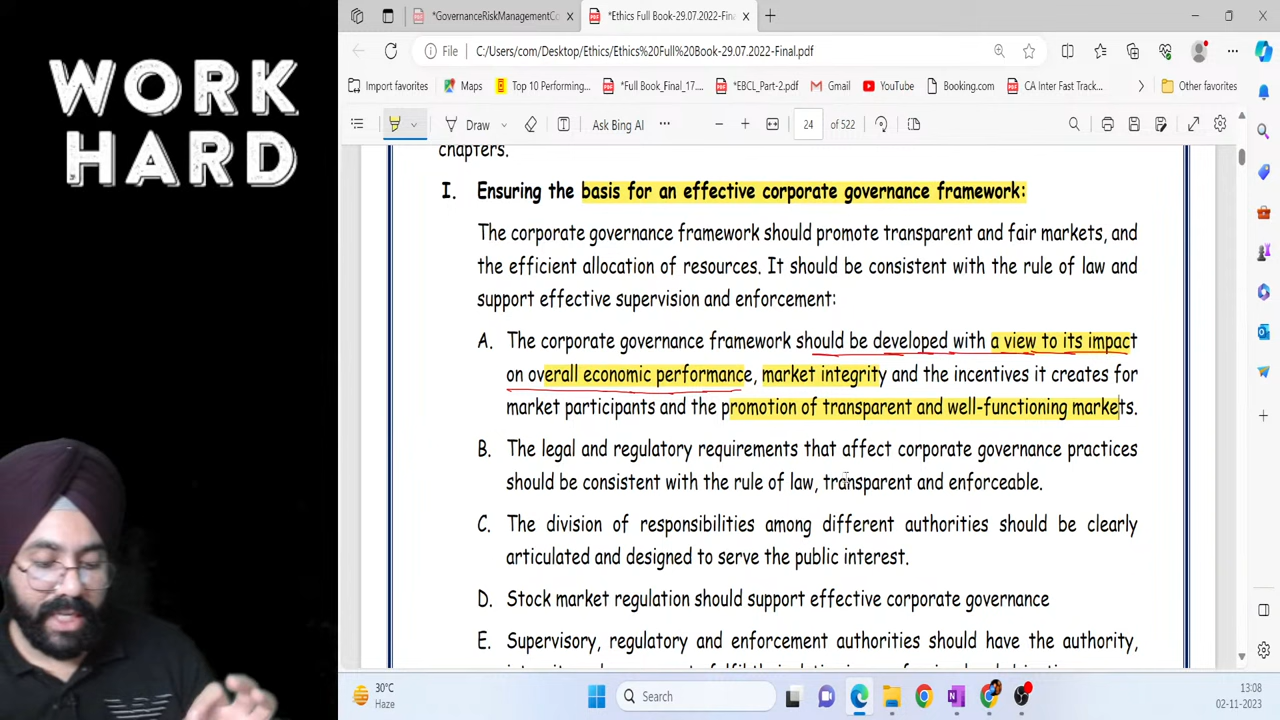 WORK
HARD
*GovernanceRiskManagementCo
*Ethics Full Book-29.07.2022-Fina
File
C:/Users/com/Desktop/Ethics/Ethics%20Full%20Book-29.07.2022-Final.pdf
Import favorites
Maps
Top 10 Performing...
*Full Book_Final_17....
*EBCL_Part-2.pdf
Gmail
YouTube
Booking.com
CA Inter Fast Track...
Other favorites
Draw
Ask Bing AI
24
of 522
chapters.
I. Ensuring the basis for an effective corporate governance framework:
The corporate governance framework should promote transparent and fair markets, and
the efficient allocation of resources. It should be consistent with the rule of law and
support effective supervision and enforcement:
A. The corporate governance framework should be developed with a view to its impact
on overall economic performance, market integrity and the incentives it creates for
market participants and the promotion of transparent and well-functioning markets.
B. The legal and regulatory requirements that affect corporate governance practices
should be consistent with the rule of law, transparent and enforceable.
C. The division of responsibilities among different authorities should be clearly
articulated and designed to serve the public interest.
D. Stock market regulation should support effective corporate governance
E. Supervisory, regulatory and enforcement authorities should have the authority,
30°C
Haze
Search
13:08
02-11-2023